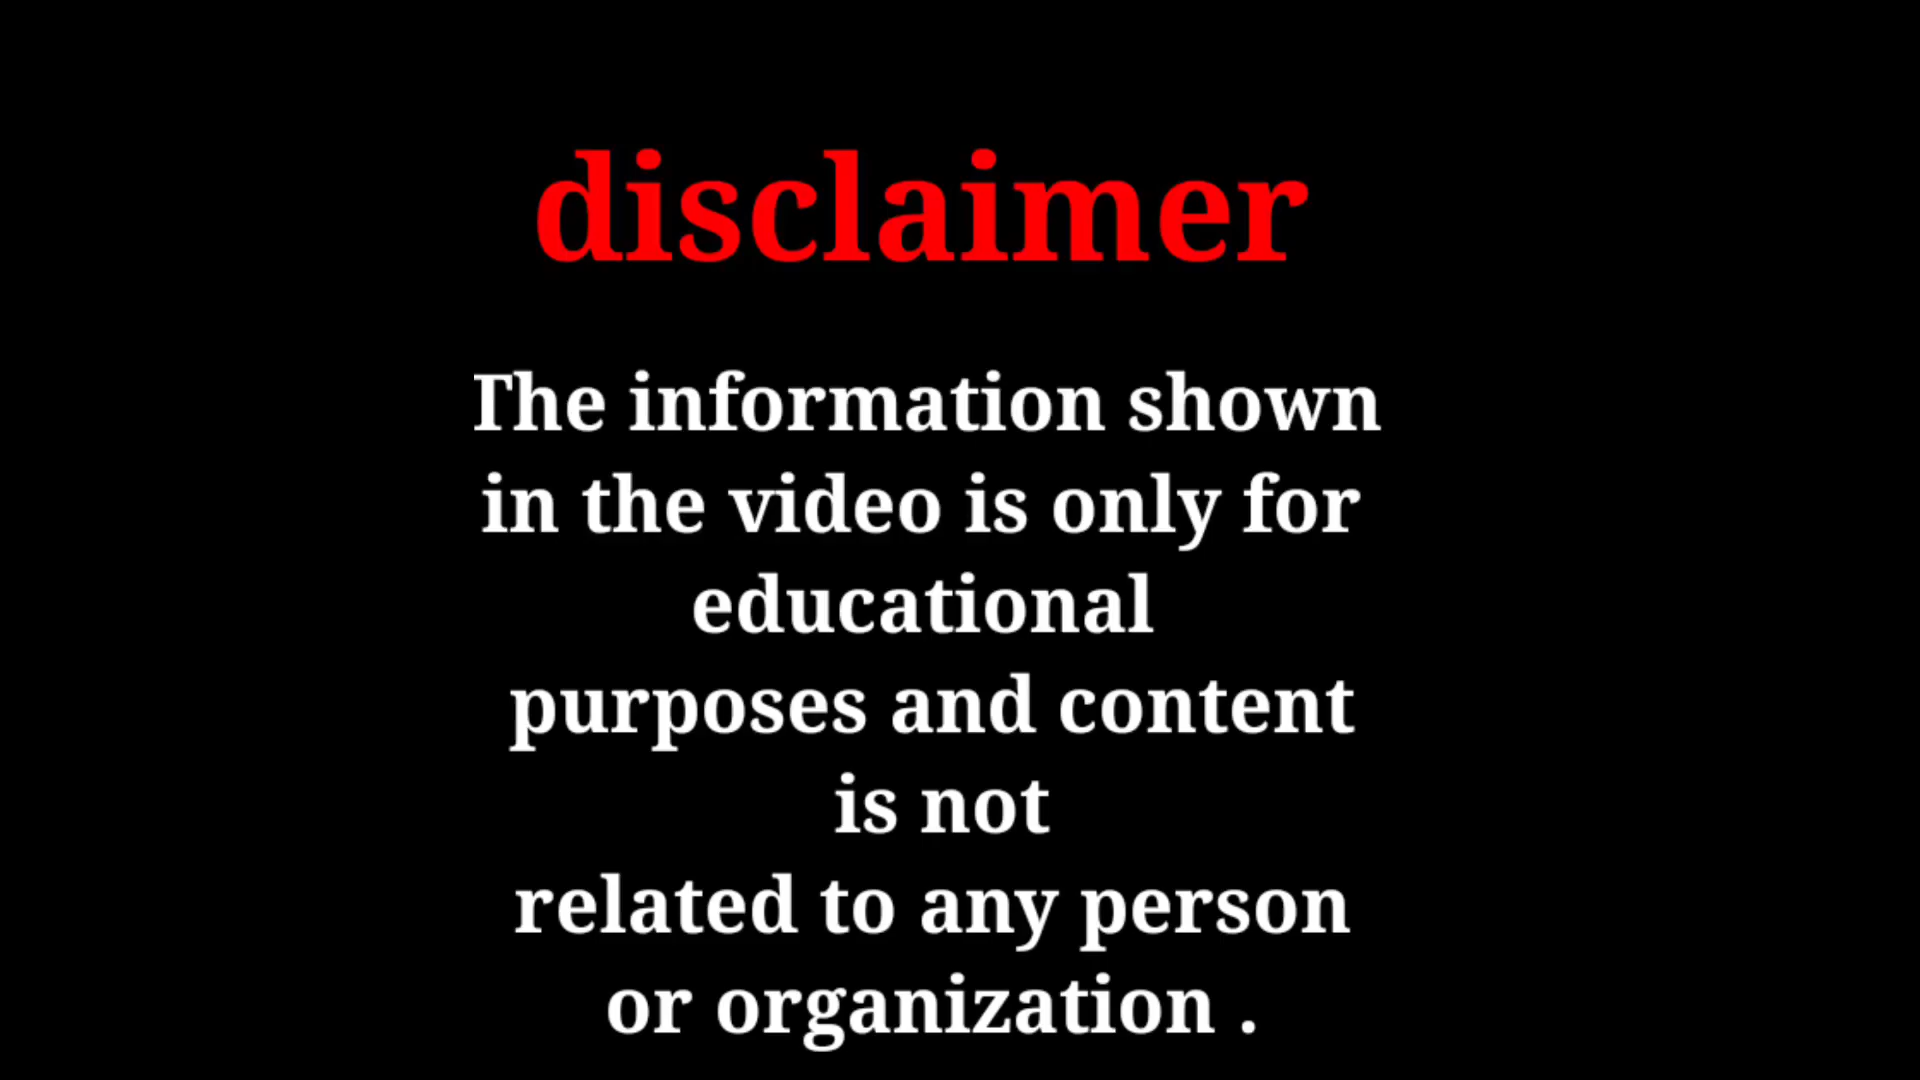 disclaimer
The information shown
in the video is only for
educational
purposes and content
is not
related to any person
or organization .